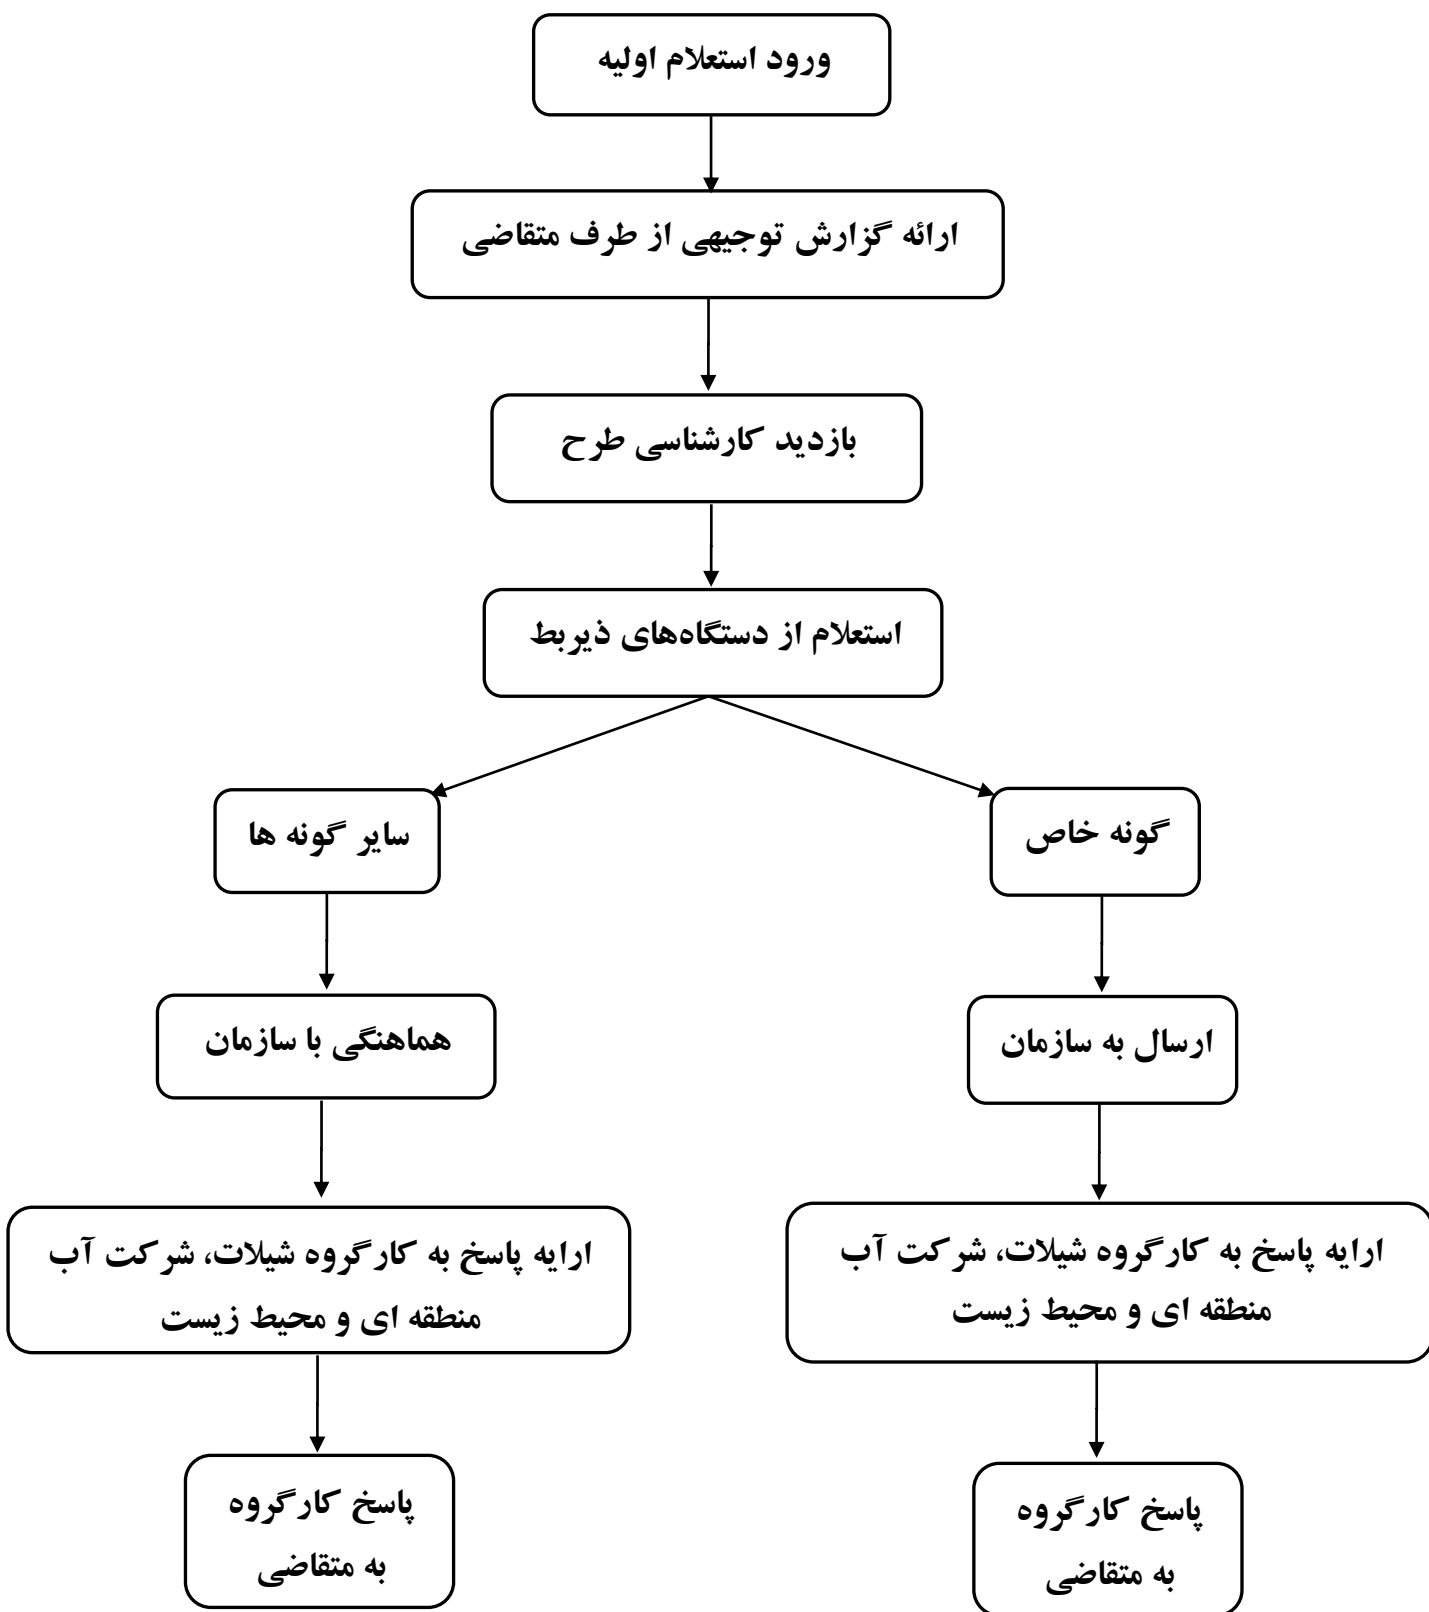 ورود استعلام اولیه
ارائه گزارش توجیهی از طرف متقاضی
بازدید کارشناسی طرح
استعلام از دستگاه‌های ذیربط
گونه خاص
سایر گونه ها
ارسال به سازمان
هماهنگی با سازمان
ارایه پاسخ به کارگروه شیلات، شرکت آب
منطقه ای و محیط زیست
ارایه پاسخ به کارگروه شیلات، شرکت آب
منطقه ای و محیط زیست
پاسخ کارگروه
به متقاضی
پاسخ کارگروه
به متقاضی